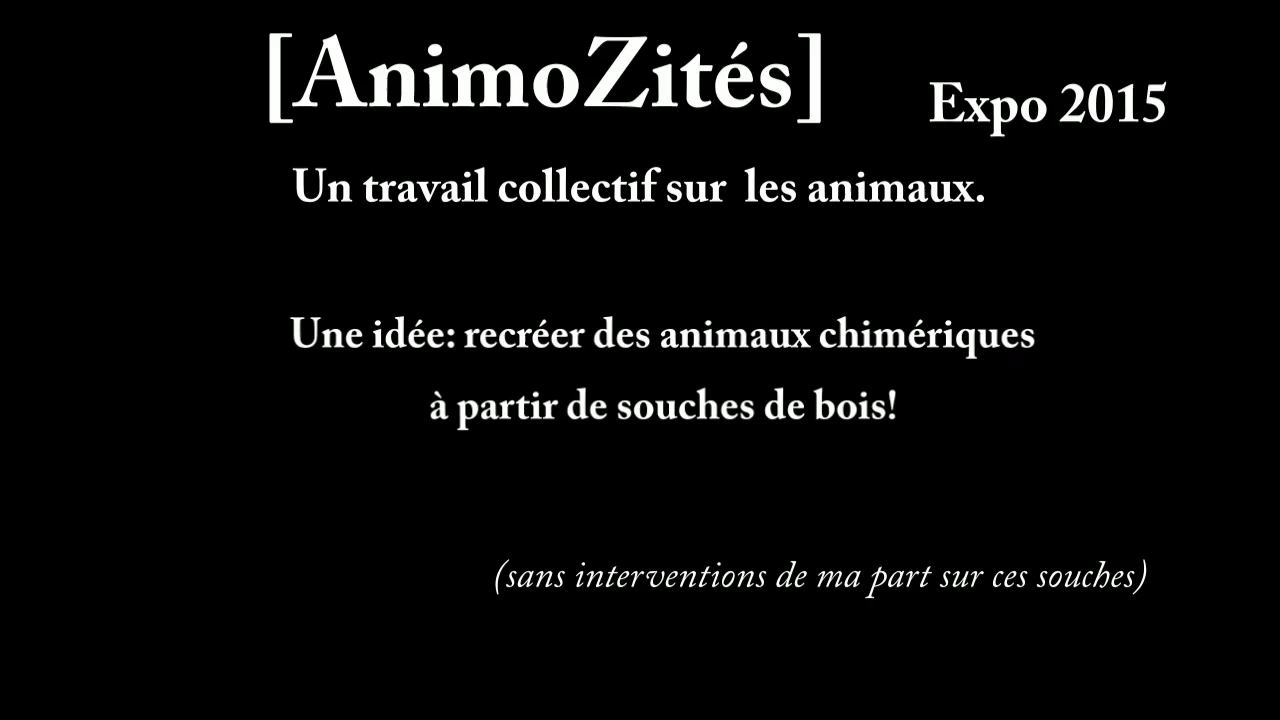 [AnimoZités] Expo 2015
Un travail collectif sur les animaux.
Une idée: recréer des animaux chimériques
à partir de souches de bois!
(sans interventions de ma part sur ces souches)